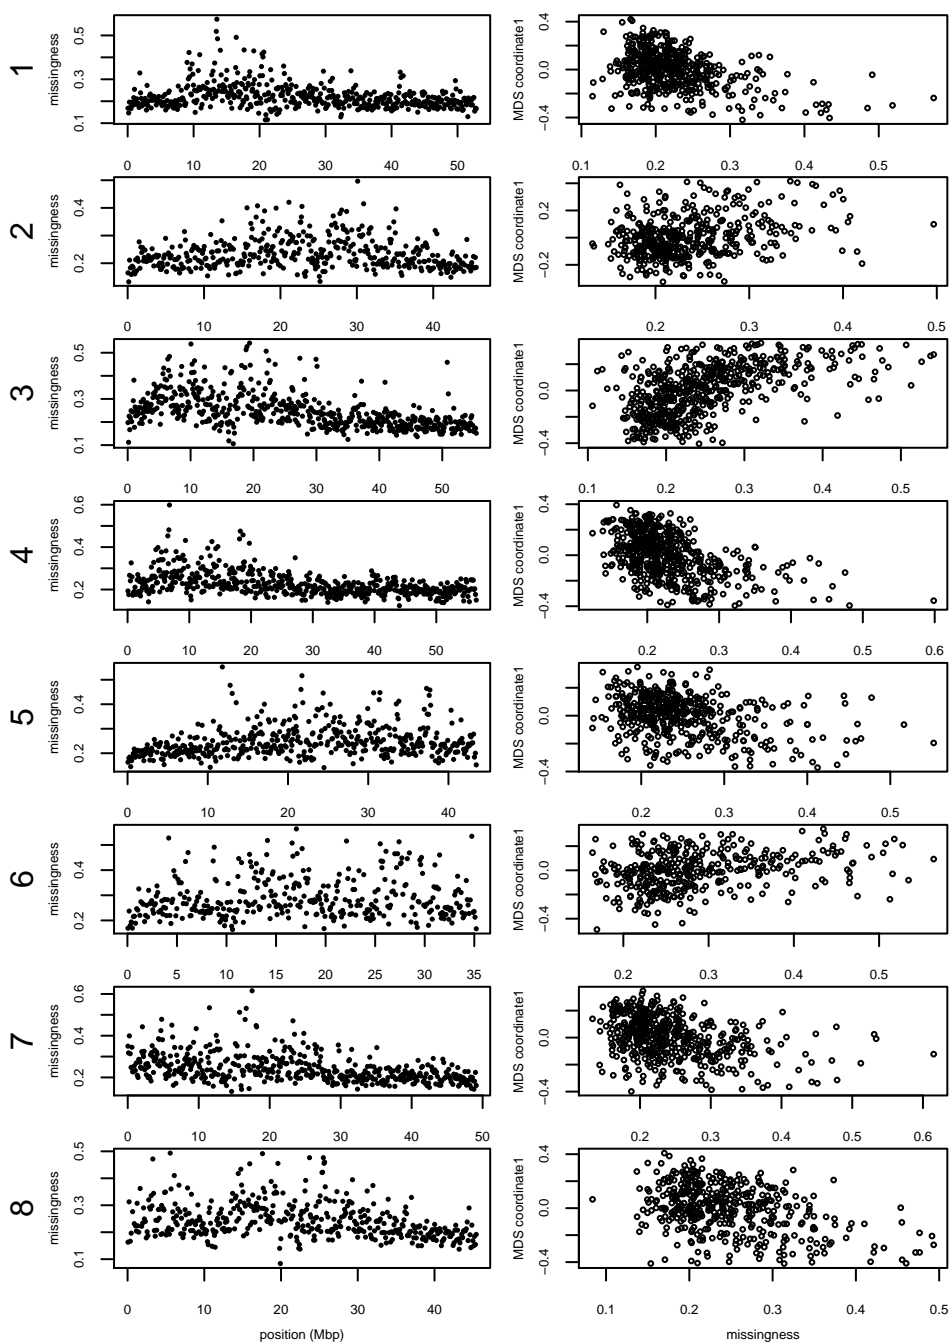 1
missingness
0.1 0.3 0.5
MDS coordinate1
−0.4 0.0 0.4
0 10 20 30 40 50
0.1 0.2 0.3 0.4 0.5
2
missingness
0.2 0.4
MDS coordinate1
−0.2 0.2
0 10 20 30 40
0.2 0.3 0.4 0.5
3
missingness
0.1 0.3 0.5
MDS coordinate1
−0.4 0.0
0 10 20 30 40 50
0.1 0.2 0.3 0.4 0.5
4
missingness
0.2 0.4 0.6
MDS coordinate1
−0.4 0.0 0.4
0 10 20 30 40 50
0.2 0.3 0.4 0.5 0.6
5
missingness
0.2 0.4
MDS coordinate1
−0.4 0.0
0 10 20 30 40
0.2 0.3 0.4 0.5
6
missingness
0.2 0.4
MDS coordinate1
−0.4 0.0
0 5 10 15 20 25 30 35
0.2 0.3 0.4 0.5
7
missingness
0.2 0.4 0.6
MDS coordinate1
−0.4 0.0
0 10 20 30 40 50
0.2 0.3 0.4 0.5 0.6
8
missingness
0.1 0.3 0.5
MDS coordinate1
−0.4 0.0 0.4
0 10 20 30 40
0.1 0.2 0.3 0.4 0.5
position (Mbp)
missingness